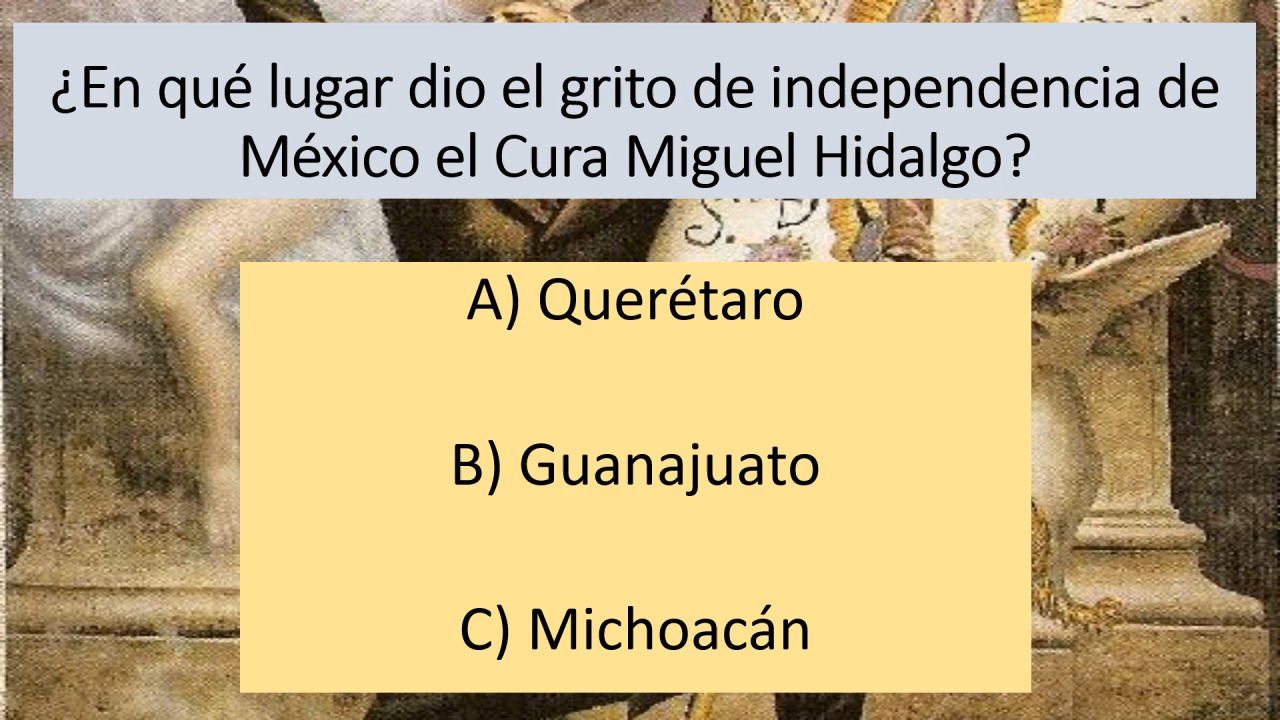 ¿En qué lugar dio el grito de independencia de
México el Cura Miguel Hidalgo?
S. D
A) Querétaro
B) Guanajuato
C) Michoacán